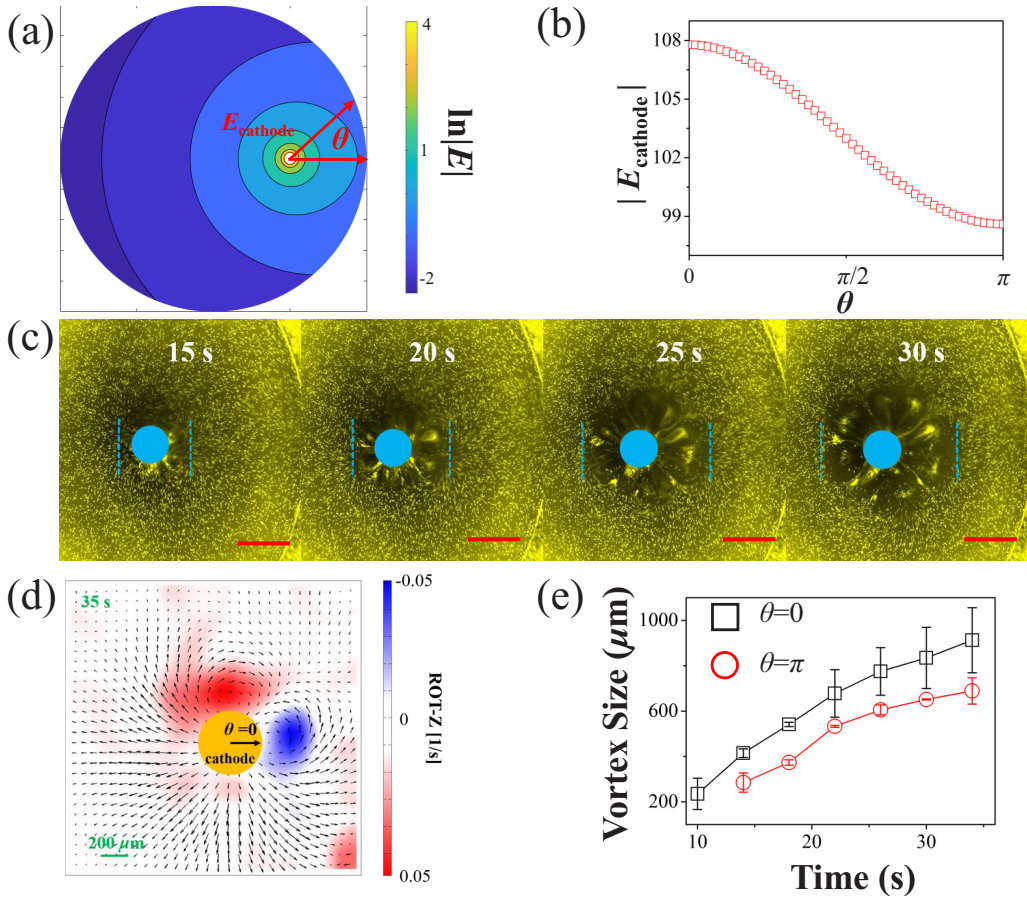 (a)
E_cathode
θ
4
1
-2
ln|E|
(b)
108
105
102
99
|E_cathode|
0
π/2
π
θ
(c)
15 s
20 s
25 s
30 s
(d)
35 s
θ =0
cathode
200 μm
-0.05
0
0.05
ROT-Z [1/s]
(e)
1000
600
200
Vortex Size (μm)
θ=0
θ=π
10
20
30
Time (s)